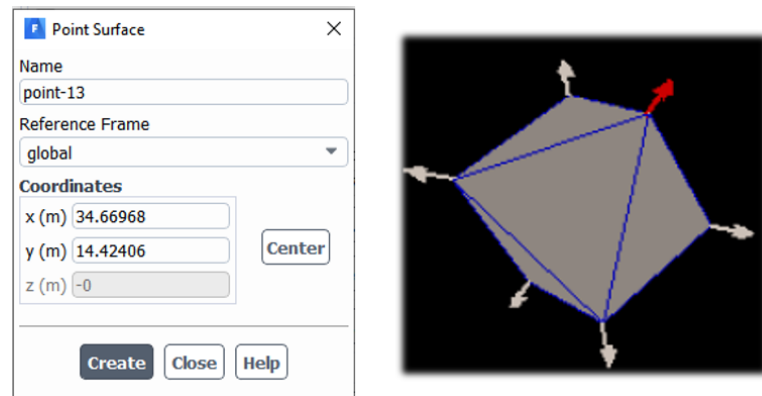 Point Surface
Name
point-13
Reference Frame
global
Coordinates
x (m) 34.66968
y (m) 14.42406
Center
z (m) -0
Create Close Help